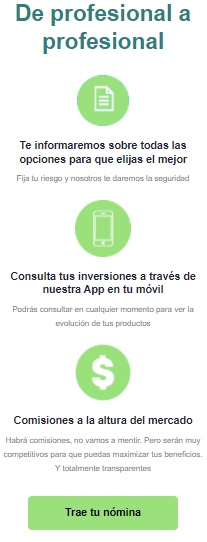 De profesional a
profesional
Te informaremos sobre todas las
opciones para que elijas el mejor
Fija tu riesgo y nosotros te daremos la seguridad
Consulta tus inversiones a través de
nuestra App en tu móvil
Podrás consultar en cualquier momento para ver la
evolución de tus productos
$
Comisiones a la altura del mercado
Habrá comisiones, no vamos a mentir. Pero serán muy
competitivos para que puedas maximizar tus beneficios.
Y totalmente transparentes
Trae tu nómina